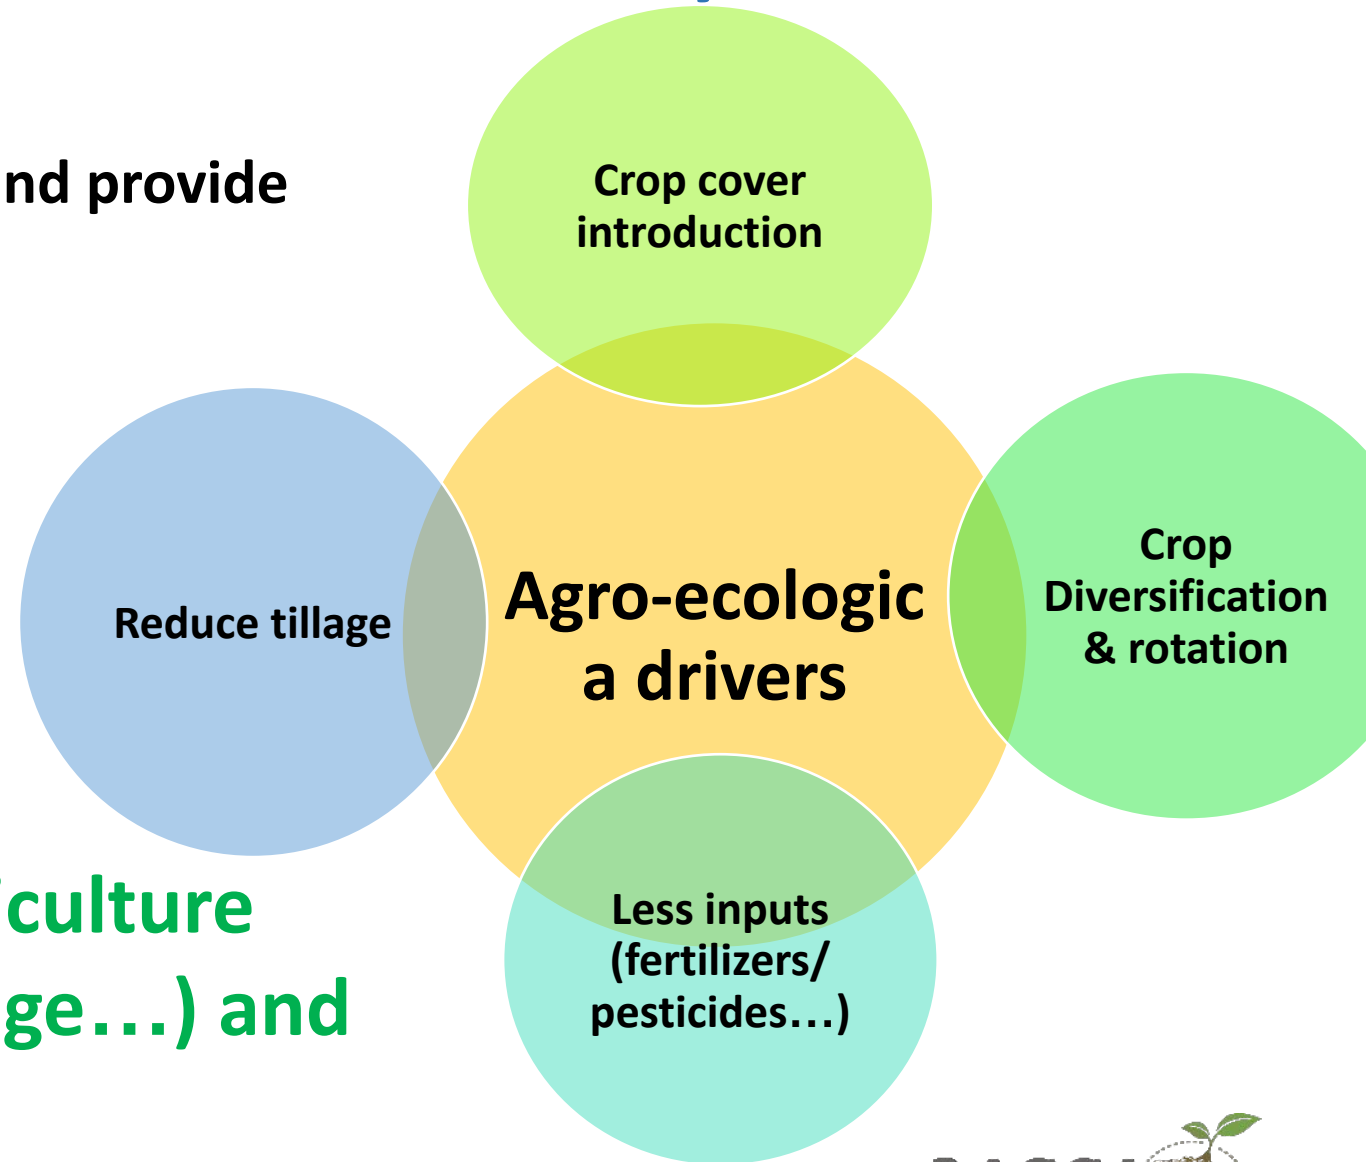 nd provide
Crop cover
introduction
Reduce tillage
Agro-ecologic
a drivers
Crop
Diversification
& rotation
Less inputs
(fertilizers/
pesticides…)
culture
ge…) and